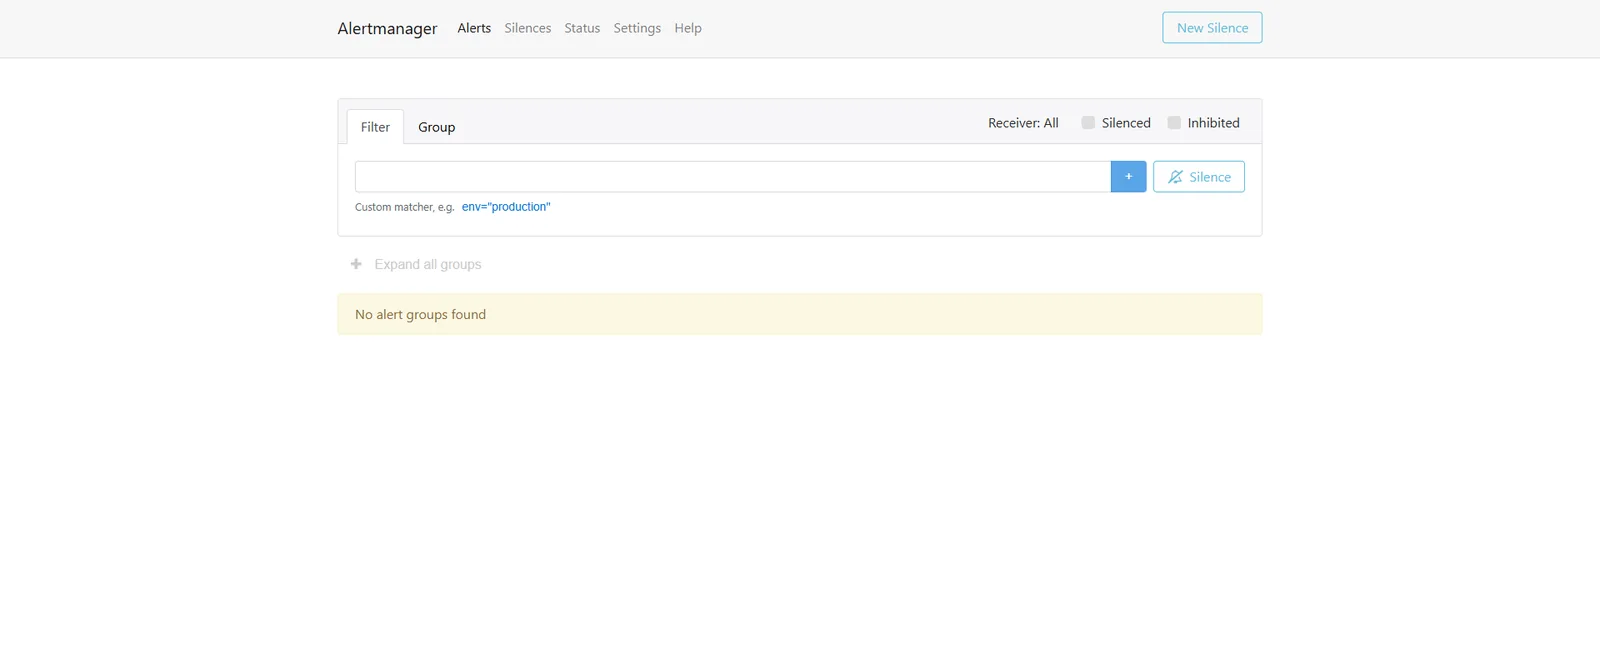 Alertmanager Alerts Silences Status Settings Help New Silence
Filter Group Receiver: All Silenced Inhibited
+ Silence
Custom matcher, e.g. env="production"
+ Expand all groups
No alert groups found